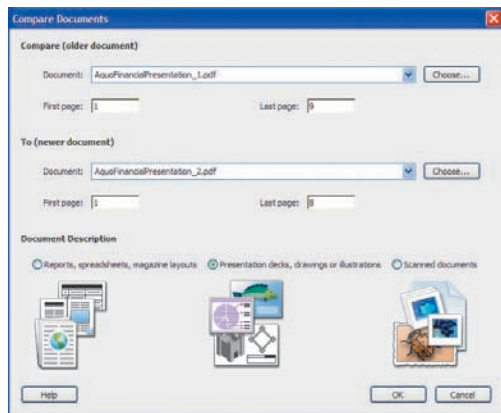 Compare Documents
Compare (older document)
Document: AquoFinancialPresentation_1.pdf Choose...
First page: 1 Last page: 9
To (newer document)
Document: AquoFinancialPresentation_2.pdf Choose...
First page: 1 Last page: 8
Document Description
Reports, spreadsheets, magazine layouts Presentation decks, drawings or illustrations Scanned documents
Help OK Cancel